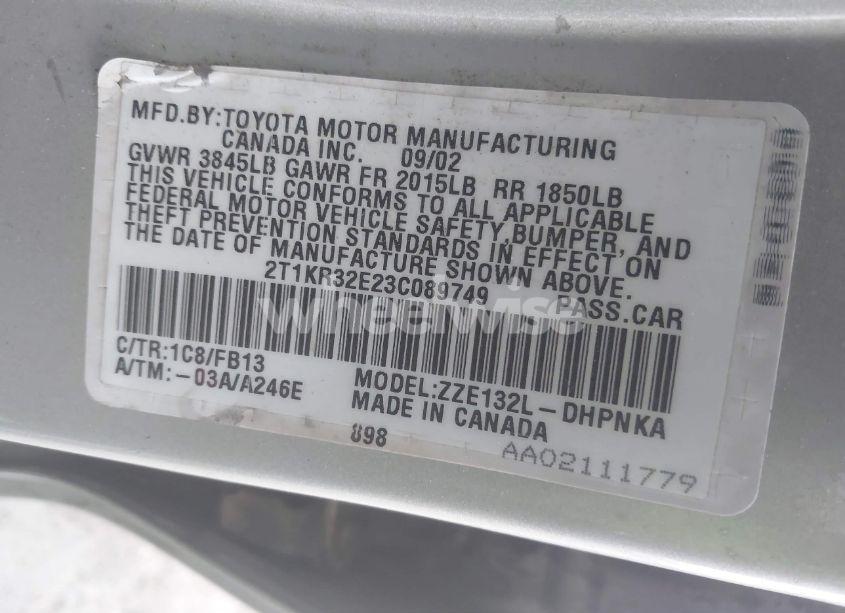 MFD.BY:TOYOTA MOTOR MANUFACTURING
CANADA INC. 09/02
GVWR 3845LB GAWR FR 2015LB RR 1850LB
THIS VEHICLE CONFORMS TO ALL APPLICABLE
FEDERAL MOTOR VEHICLE SAFETY,BUMPER, AND
THEFT PREVENTION STANDARDS IN EFFECT ON
THE DATE OF MANUFACTURE SHOWN ABOVE.
2T1KR32E23C089749 PASS.CAR
wheelwise
C/TR:1C8/FB13
A/TM:-03A/A246E
MODEL:ZZE132L-DHPNKA
MADE IN CANADA
898
AA02111779